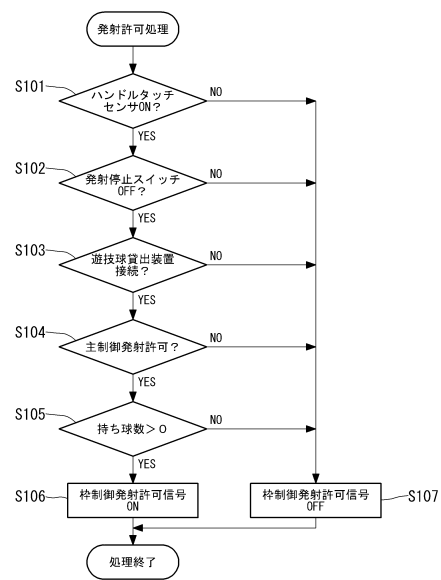 発射許可処理
S101
ハンドルタッチ
センサON?
NO
YES
S102
発射停止スイッチ
OFF?
NO
YES
S103
遊技球貸出装置
接続?
NO
YES
S104
主制御発射許可?
NO
YES
S105
持ち球数>0
NO
YES
S106
枠制御発射許可信号
ON
枠制御発射許可信号
OFF
S107
処理終了